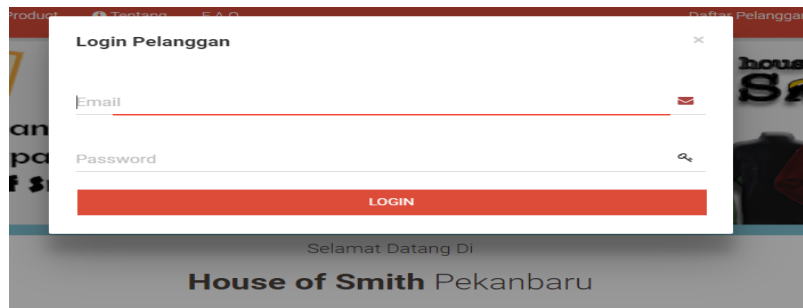 Product Tentang F.A.Q Daftar Pelanggan
Login Pelanggan
×
Email
Password
LOGIN
Selamat Datang Di
House of Smith Pekanbaru